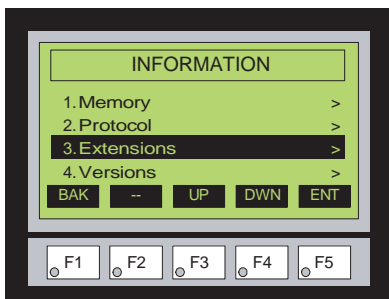 INFORMATION
1.Memory >
2.Protocol >
3.Extensions >
4.Versions >
BAK -- UP DWN ENT
F1 F2 F3 F4 F5